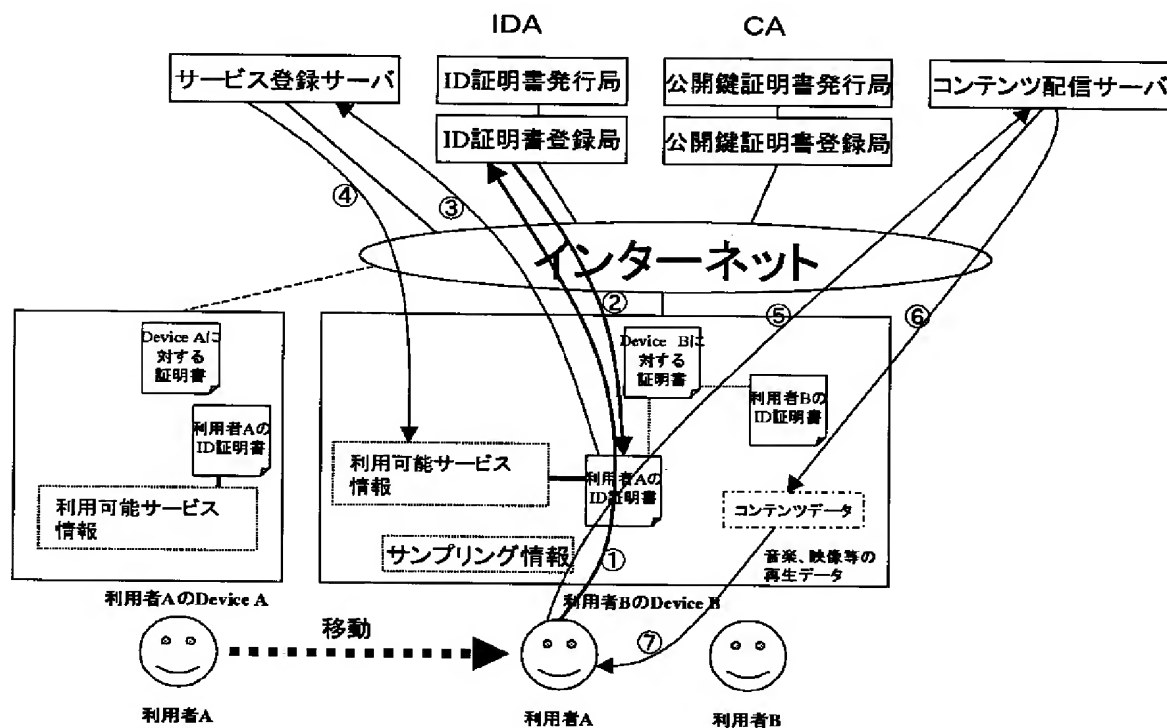 IDA
CA
サービス登録サーバ
ID証明書発行局
公開鍵証明書発行局
コンテンツ配信サーバ
ID証明書登録局
公開鍵証明書登録局
④
③
インターネット
②
⑤
⑥
Device Aに
対する
証明書
Device Bに
対する
証明書
利用者Bの
ID証明書
利用者Aの
ID証明書
利用可能サービス
情報
利用者Aの
ID証明書
利用可能サービス
情報
コンテンツデータ
サンプリング情報
①
音楽、映像等の
再生データ
利用者AのDevice A
利用者BのDevice B
移動
⑦
利用者A
利用者A
利用者B